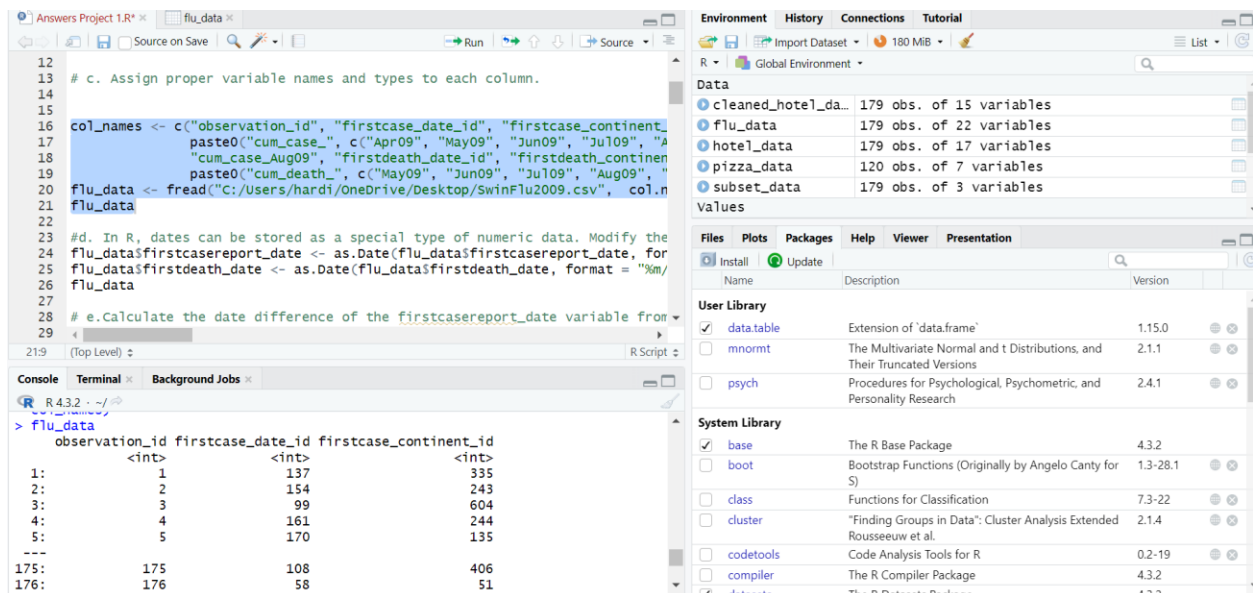 Answers Project 1.R* × flu_data ×
Source on Save Run Source
12
13 # c. Assign proper variable names and types to each column.
14
15
16 col_names <- c("observation_id", "firstcase_date_id", "firstcase_continent_
17 paste0("cum_case_", c("Apr09", "May09", "Jun09", "Jul09", "A
18 "cum_case_Aug09", "firstdeath_date_id", "firstdeath_continen
19 paste0("cum_death_", c("May09", "Jun09", "Jul09", "Aug09", "
20 flu_data <- fread("C:/Users/hardi/OneDrive/Desktop/SwinFlu2009.csv", col.n
21 flu_data
22
23 #d. In R, dates can be stored as a special type of numeric data. Modify the
24 flu_data$firstcasereport_date <- as.Date(flu_data$firstcasereport_date, for
25 flu_data$firstdeath_date <- as.Date(flu_data$firstdeath_date, format = "%m/
26 flu_data
27
28 # e.Calculate the date difference of the firstcasereport_date variable from
29
21:9 (Top Level) R Script
Console Terminal × Background Jobs ×
R 4.3.2 · ~/
> flu_data
observation_id firstcase_date_id firstcase_continent_id
<int> <int> <int>
1: 1 137 335
2: 2 154 243
3: 3 99 604
4: 4 161 244
5: 5 170 135
---
175: 175 108 406
176: 176 58 51
Environment History Connections Tutorial
Import Dataset 180 MiB List
R Global Environment
Data
cleaned_hotel_da… 179 obs. of 15 variables
flu_data 179 obs. of 22 variables
hotel_data 179 obs. of 17 variables
pizza_data 120 obs. of 7 variables
subset_data 179 obs. of 3 variables
Values
Files Plots Packages Help Viewer Presentation
Install Update
Name Description Version
User Library
data.table Extension of `data.frame` 1.15.0
mnormt The Multivariate Normal and t Distributions, and 2.1.1
Their Truncated Versions
psych Procedures for Psychological, Psychometric, and 2.4.1
Personality Research
System Library
base The R Base Package 4.3.2
boot Bootstrap Functions (Originally by Angelo Canty for 1.3-28.1
S)
class Functions for Classification 7.3-22
cluster "Finding Groups in Data": Cluster Analysis Extended 2.1.4
Rousseeuw et al.
codetools Code Analysis Tools for R 0.2-19
compiler The R Compiler Package 4.3.2